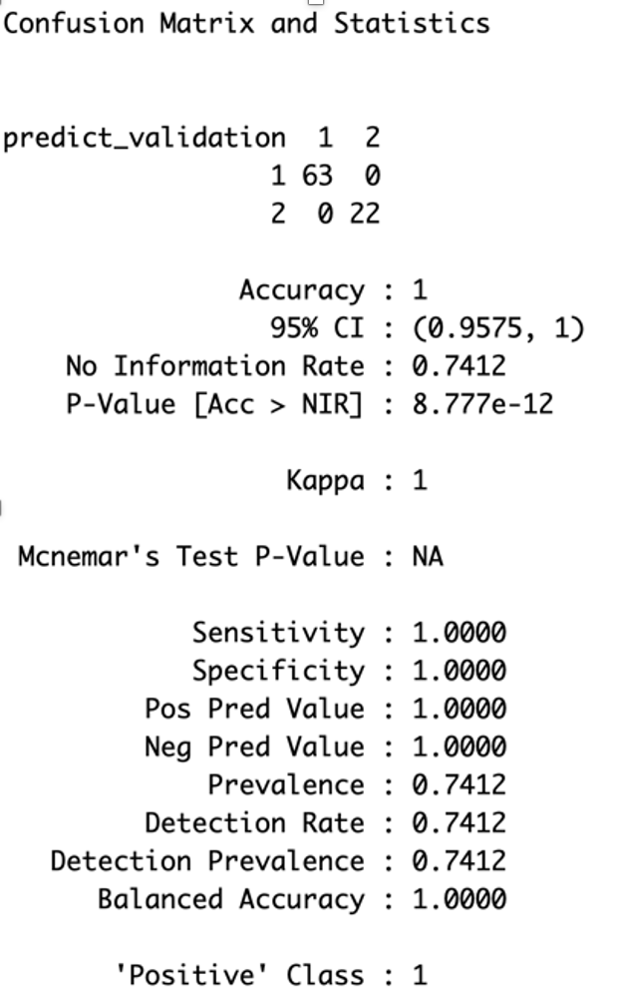 Confusion Matrix and Statistics
predict_validation 1 2
1 63 0
2 0 22
Accuracy : 1
95% CI : (0.9575, 1)
No Information Rate : 0.7412
P-Value [Acc > NIR] : 8.777e-12
Kappa : 1
Mcnemar's Test P-Value : NA
Sensitivity : 1.0000
Specificity : 1.0000
Pos Pred Value : 1.0000
Neg Pred Value : 1.0000
Prevalence : 0.7412
Detection Rate : 0.7412
Detection Prevalence : 0.7412
Balanced Accuracy : 1.0000
'Positive' Class : 1